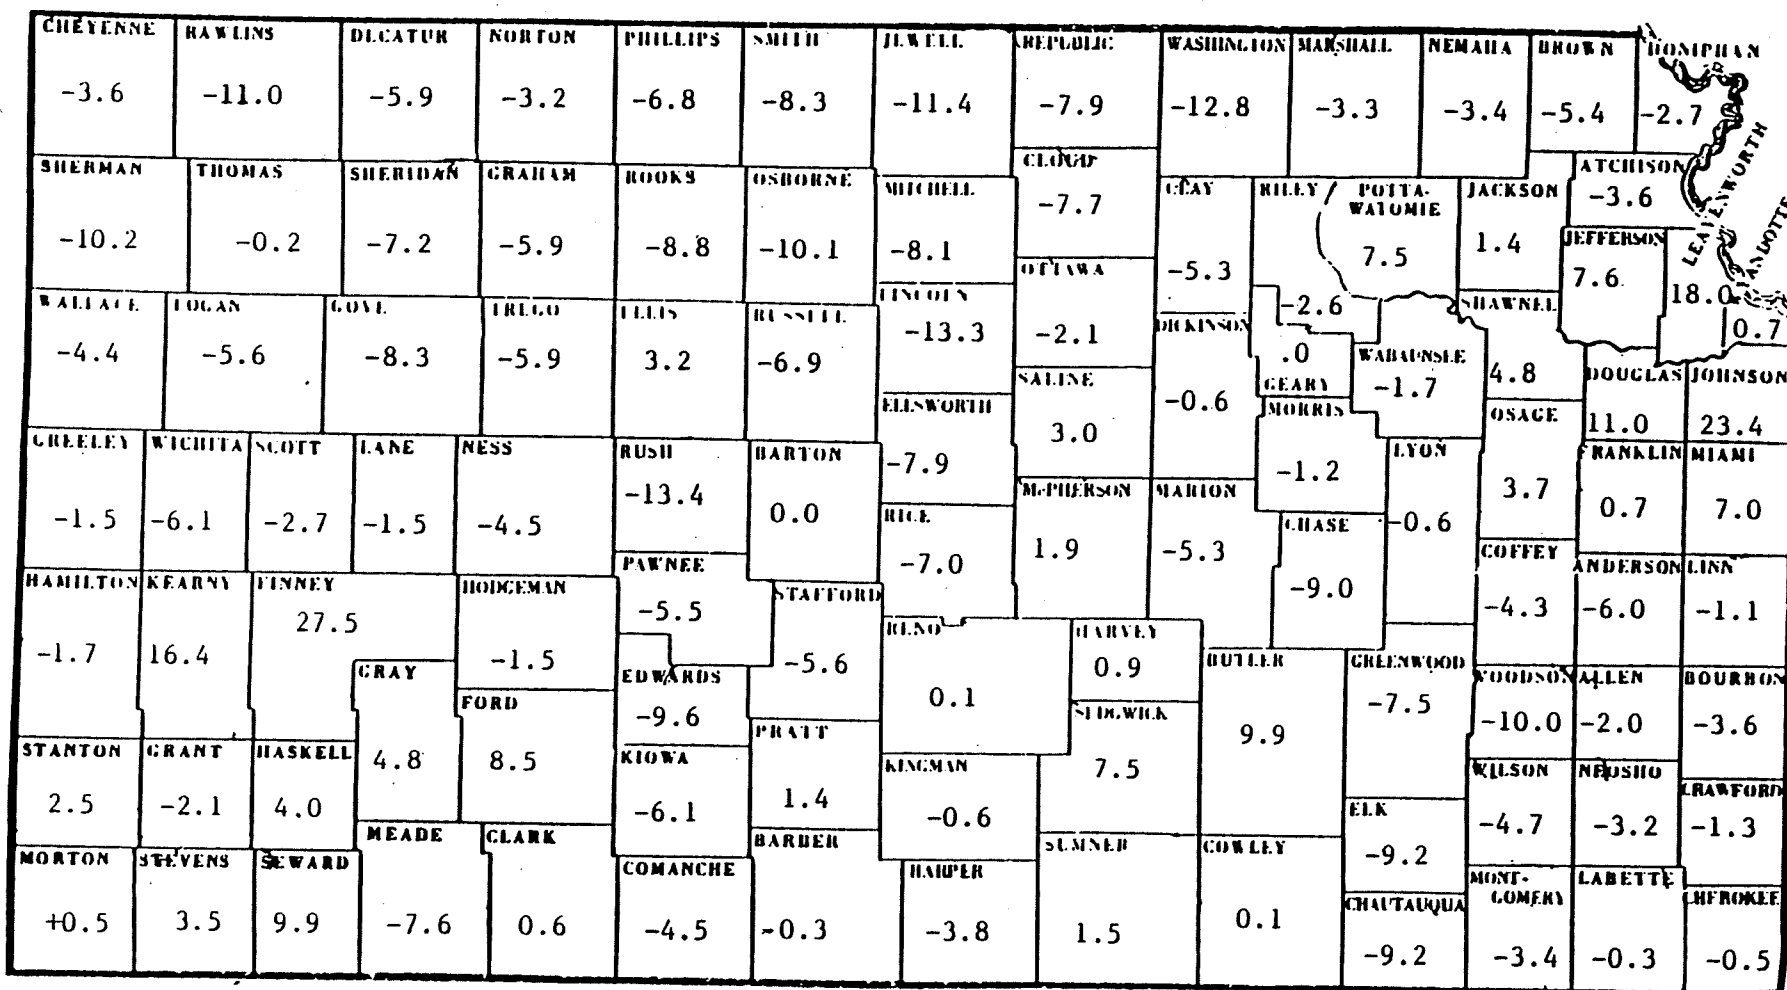 CHEYENNE RAWLINS DECATUR NORTON PHILLIPS SMITH JEWELL REPUBLIC WASHINGTON MARSHALL NEMAHA BROWN DONIPHAN
-3.6 -11.0 -5.9 -3.2 -6.8 -8.3 -11.4 -7.9 -12.8 -3.3 -3.4 -5.4 -2.7
SHERMAN THOMAS SHERIDAN GRAHAM ROOKS OSBORNE MITCHELL CLOUD CLAY RILEY POTTA- JACKSON ATCHISON LEAVENWORTH
WATOMIE
-10.2 -0.2 -7.2 -5.9 -8.8 -10.1 -8.1 -7.7 -5.3 -2.6 7.5 1.4 -3.6 18.0
JEFFERSON
7.6
ANDOTTE
0.7
WALLACE LOGAN GOVE TREGO ELLIS RUSSELL LINCOLN OTTAWA DICKINSON GEARY WABAUNSEE SHAWNEE DOUGLAS JOHNSON
-4.4 -5.6 -8.3 -5.9 3.2 -6.9 -13.3 -2.1 -0.6 .0 -1.7 4.8 11.0 23.4
GREELEY WICHITA SCOTT LANE NESS RUSH BARTON ELLSWORTH SALINE MORRIS LYON OSAGE FRANKLIN MIAMI
-1.5 -6.1 -2.7 -1.5 -4.5 -13.4 0.0 -7.9 3.0 -1.2 -0.6 3.7 0.7 7.0
HAMILTON KEARNY FINNEY HODGEMAN PAWNEE STAFFORD RICE McPHERSON MARION CHASE COFFEY ANDERSON LINN
-1.7 16.4 27.5 -1.5 -5.5 -5.6 -7.0 1.9 -5.3 -9.0 -4.3 -6.0 -1.1
GRAY FORD EDWARDS RENO HARVEY BUTLER GREENWOOD WOODSON ALLEN BOURBON
4.8 8.5 -9.6 0.1 0.9 9.9 -7.5 -10.0 -2.0 -3.6
STANTON GRANT HASKELL KIOWA PRATT KINGMAN SEDGWICK ELK WILSON NEOSHO CRAWFORD
2.5 -2.1 4.0 -6.1 1.4 -0.6 7.5 -9.2 -4.7 -3.2 -1.3
MORTON STEVENS SEWARD MEADE CLARK COMANCHE BARBER HARPER SUMNER COWLEY CHAUTAUQUA MONT- LABETTE CHEROKEE
GOMERY
+0.5 3.5 9.9 -7.6 0.6 -4.5 -0.3 -3.8 1.5 0.1 -9.2 -3.4 -0.3 -0.5